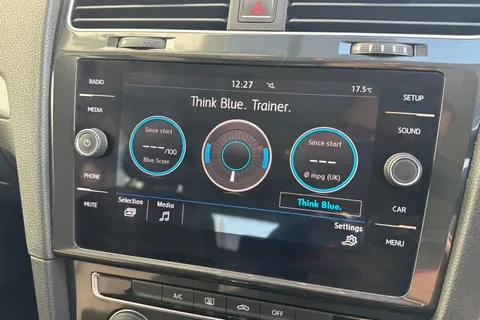 12:27
17.5°C
RADIO
MEDIA
PHONE
MUTE
SETUP
SOUND
CAR
MENU
Think Blue. Trainer.
Since start
---/100
Blue Score
Since start
---
Ø mpg (UK)
Think Blue.
Selection
Media
Settings
A/C
OFF